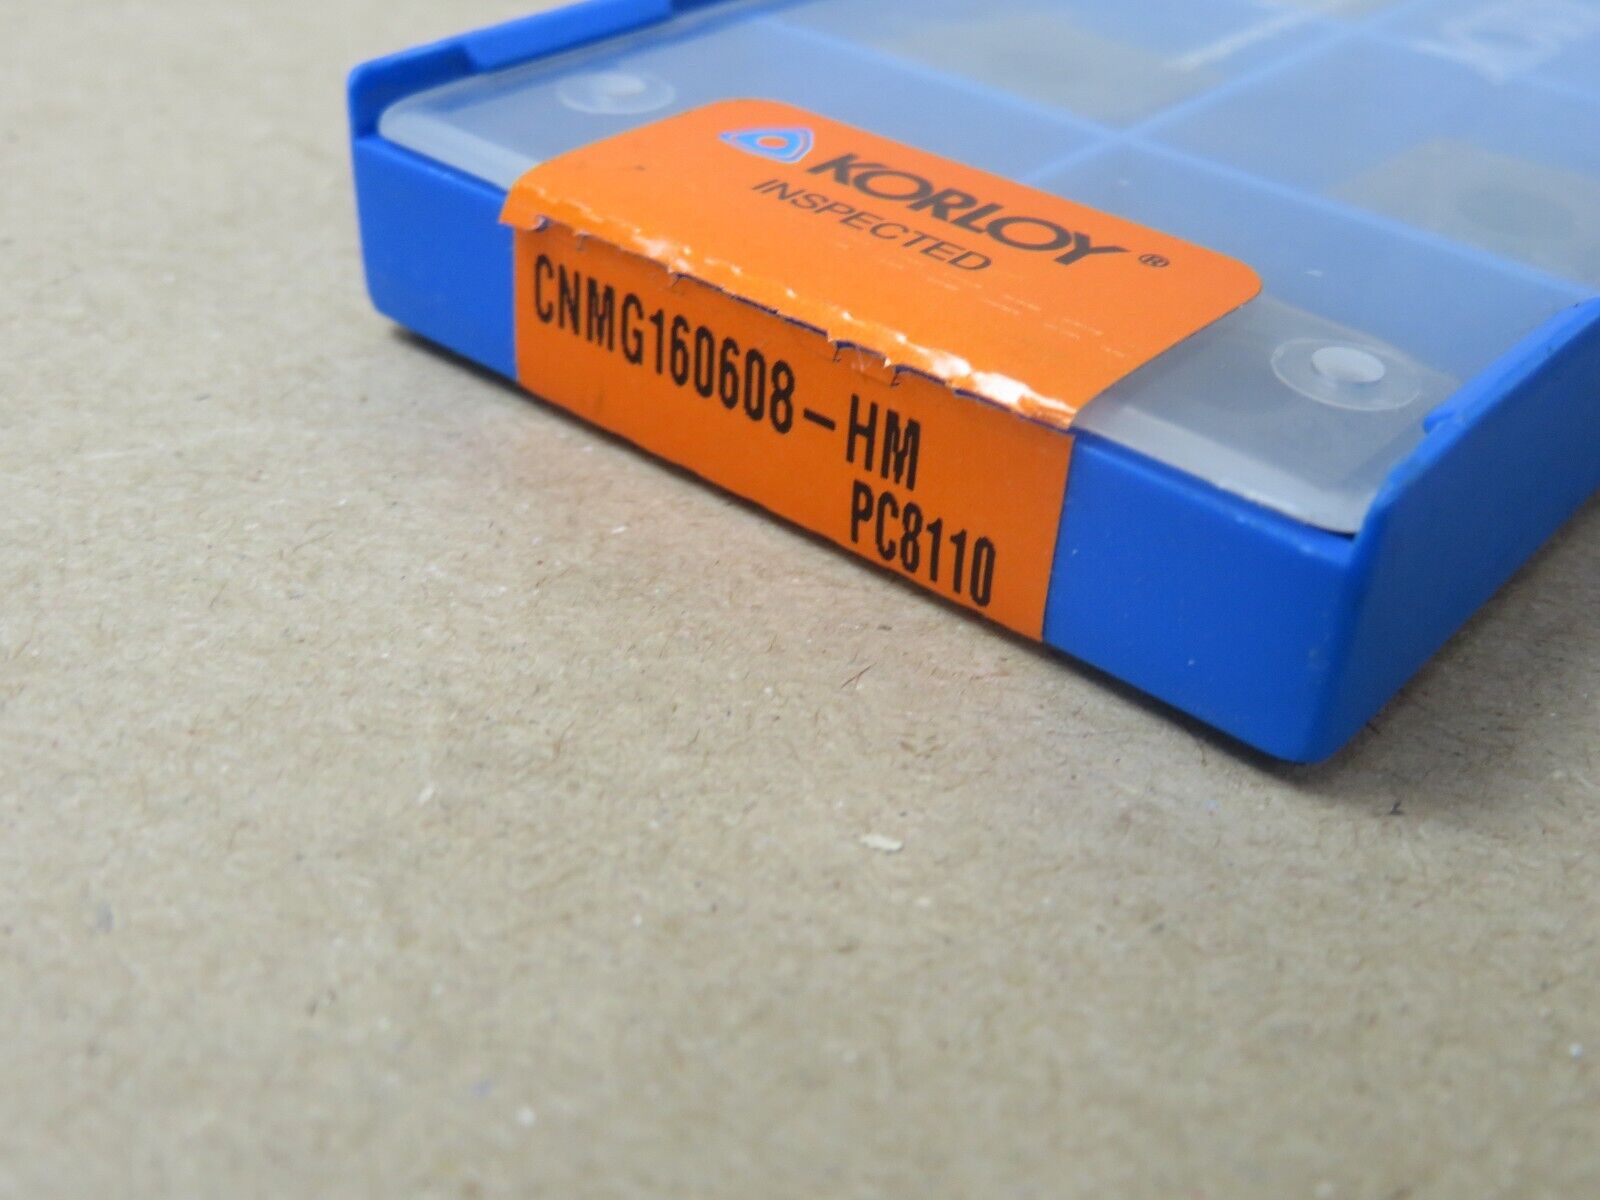 KORLOY®
INSPECTED
CNMG160608-HM
PC8110